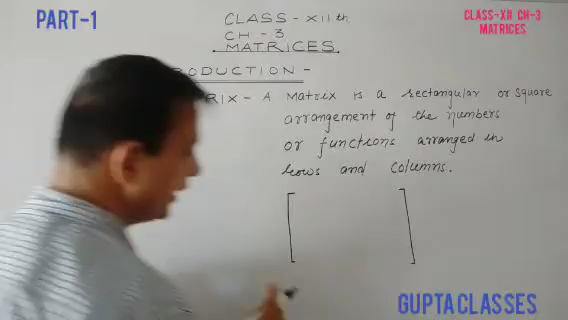 PART-1
CLASS-XII CH-3
MATRICES
CLASS - XII th
CH - 3
MATRICES.
RODUCTION -
RIX - A Matrix is a rectangular or square
arrangement of the numbers
or functions arranged in
rows and columns.
GUPTA CLASSES